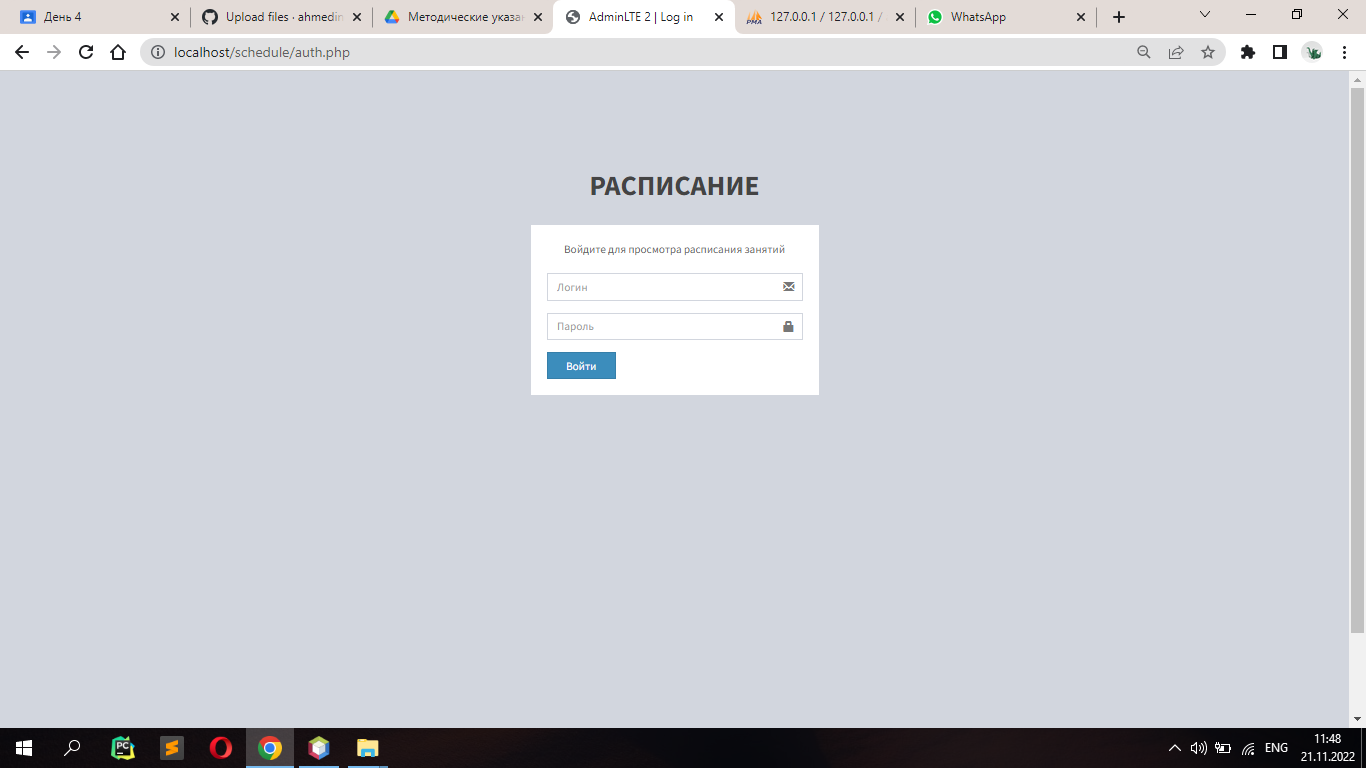 День 4
Upload files · ahmedin
Методические указа
AdminLTE 2 | Log in
127.0.0.1 / 127.0.0.1 /
WhatsApp
localhost/schedule/auth.php
РАСПИСАНИЕ
Войдите для просмотра расписания занятий
Логин
Пароль
Войти
PC
PMA
ENG
11:48
21.11.2022